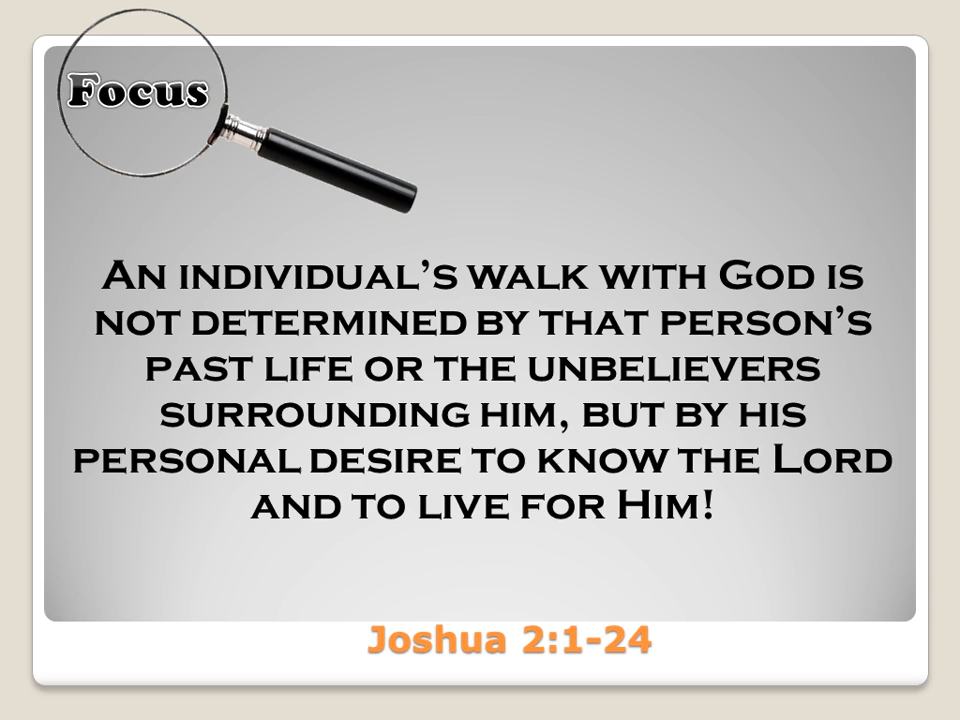 Focus
An individual’s walk with God is
not determined by that person’s
past life or the unbelievers
surrounding him, but by his
personal desire to know the Lord
and to live for Him!
Joshua 2:1-24